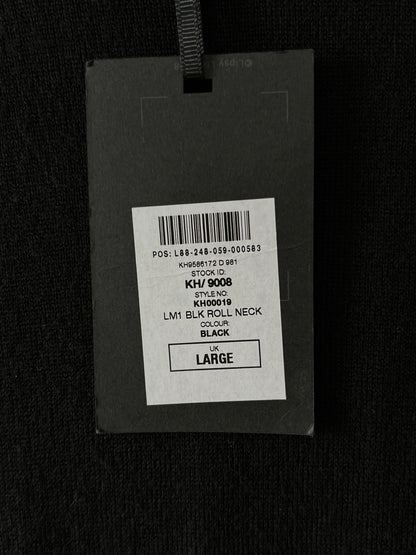 ©Lipsy
POS: L88-248-059-000583
KH9586172 D 981
STOCK ID:
KH/ 9008
STYLE NO:
KH00019
LM1 BLK ROLL NECK
COLOUR:
BLACK
UK
LARGE